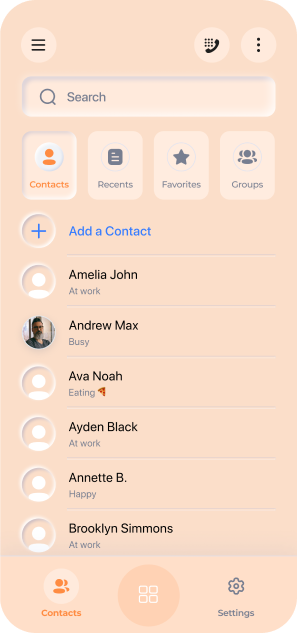 Search
Contacts Recents Favorites Groups
Add a Contact
Amelia John
At work
Andrew Max
Busy
Ava Noah
Eating 🍕
Ayden Black
At work
Annette B.
Happy
Brooklyn Simmons
At work
Contacts Settings